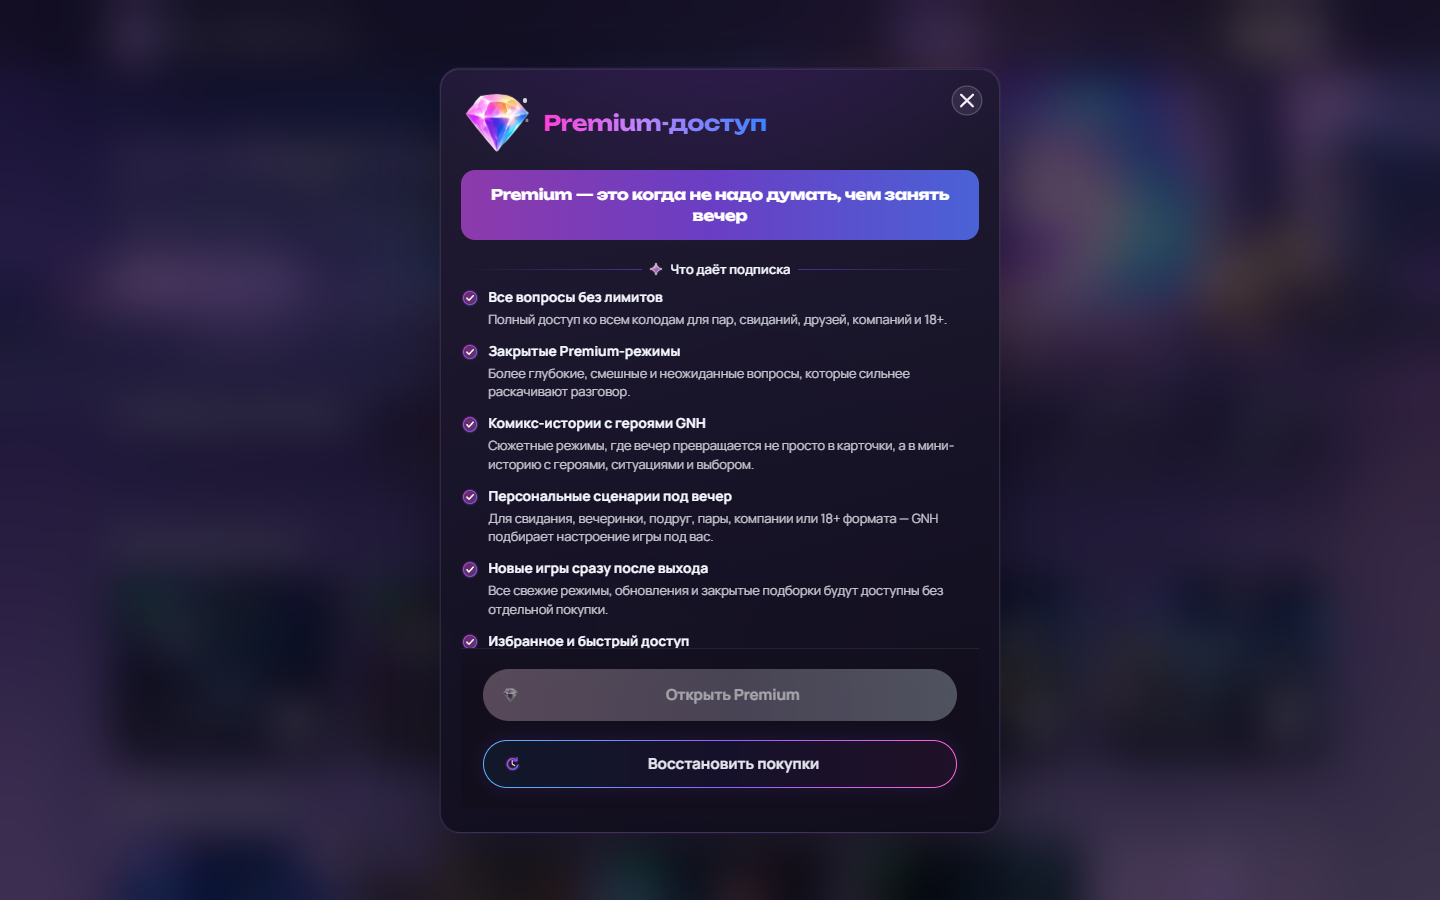 Premium-доступ
Premium — это когда не надо думать, чем занять
вечер
Что даёт подписка
Все вопросы без лимитов
Полный доступ ко всем колодам для пар, свиданий, друзей, компаний и 18+.
Закрытые Premium-режимы
Более глубокие, смешные и неожиданные вопросы, которые сильнее
раскачивают разговор.
Комикс-истории с героями GNH
Сюжетные режимы, где вечер превращается не просто в карточки, а в мини-
историю с героями, ситуациями и выбором.
Персональные сценарии под вечер
Для свидания, вечеринки, подруг, пары, компании или 18+ формата — GNH
подбирает настроение игры под вас.
Новые игры сразу после выхода
Все свежие режимы, обновления и закрытые подборки будут доступны без
отдельной покупки.
Избранное и быстрый доступ
Открыть Premium
Восстановить покупки